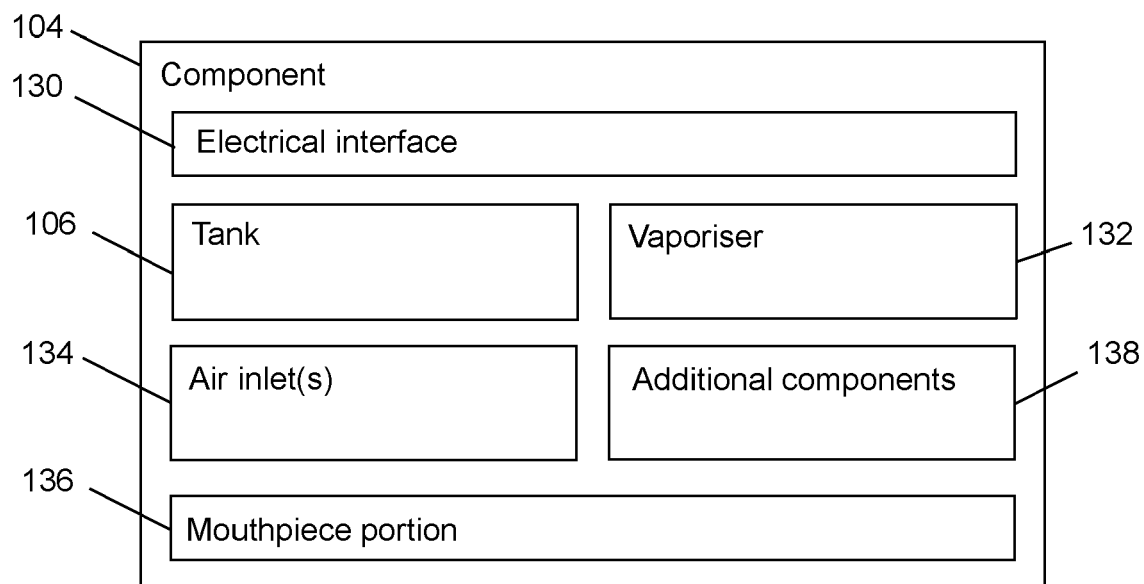 104
Component
130
Electrical interface
106
Tank
Vaporiser
132
134
Air inlet(s)
Additional components
138
136
Mouthpiece portion